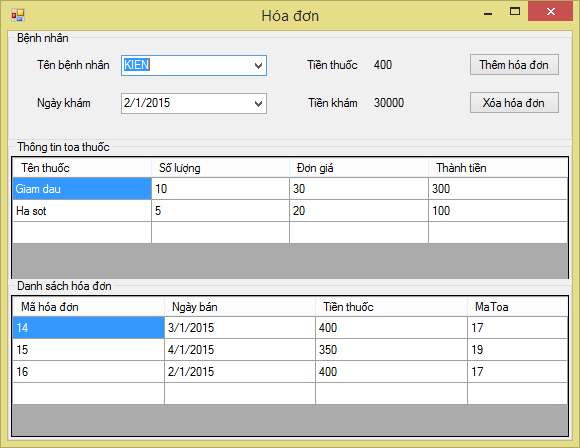 Hóa đơn
Bệnh nhân
Tên bệnh nhân KIEN Tiền thuốc 400 Thêm hóa đơn
Ngày khám 2/1/2015 Tiền khám 30000 Xóa hóa đơn
Thông tin toa thuốc
Tên thuốc Số lượng Đơn giá Thành tiền
Giam dau 10 30 300
Ha sot 5 20 100
Danh sách hóa đơn
Mã hóa đơn Ngày bán Tiền thuốc MaToa
14 3/1/2015 400 17
15 4/1/2015 350 19
16 2/1/2015 400 17